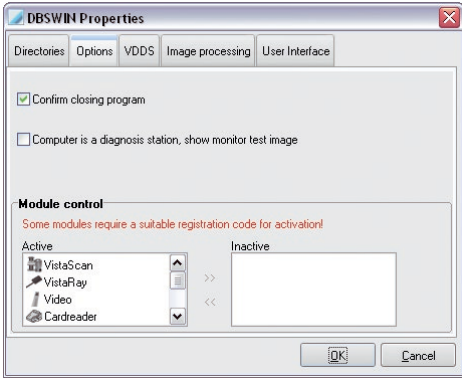 DBSWIN Properties
Directories Options VDDS Image processing User Interface
Confirm closing program
Computer is a diagnosis station, show monitor test image
Module control
Some modules require a suitable registration code for activation!
Active Inactive
VistaScan
VistaRay >>
Video
Cardreader <<
OK Cancel